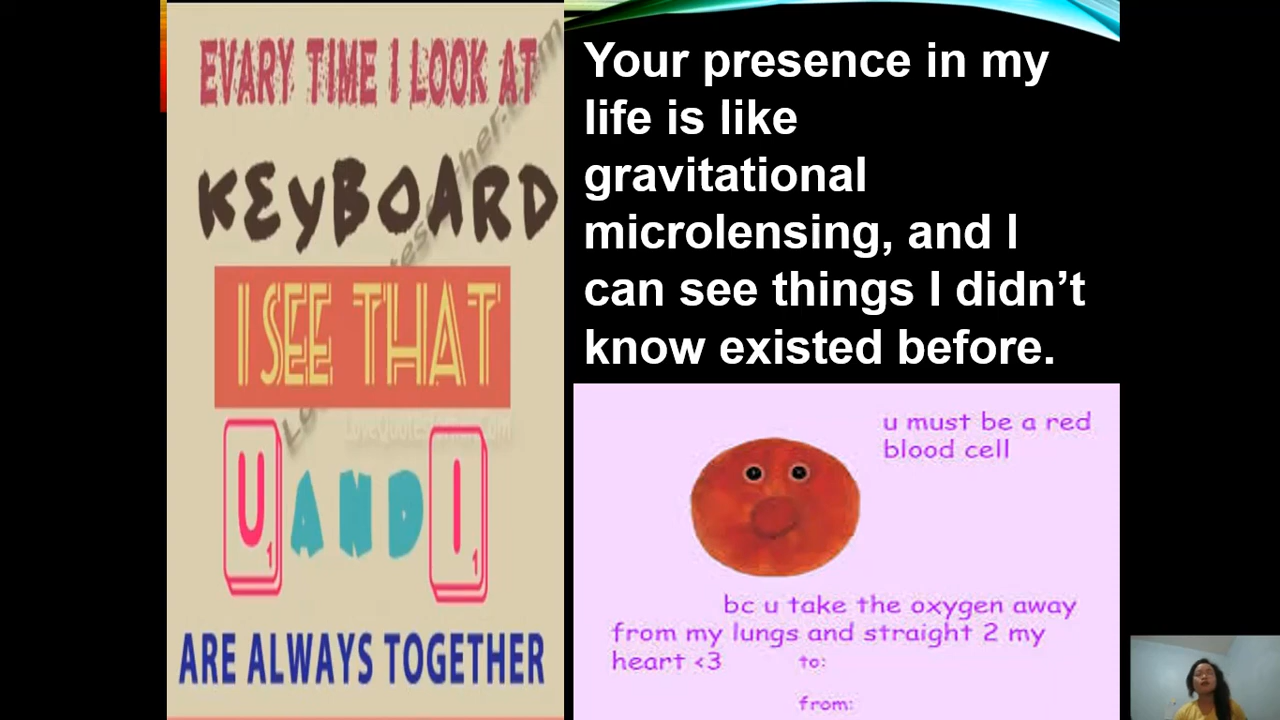 EVARY TIME I LOOK AT
KEYBOARD
I SEE THAT
U AND I
1 1
ARE ALWAYS TOGETHER
Your presence in my
life is like
gravitational
microlensing, and I
can see things I didn’t
know existed before.
u must be a red
blood cell
bc u take the oxygen away
from my lungs and straight 2 my
heart <3
to:
from: